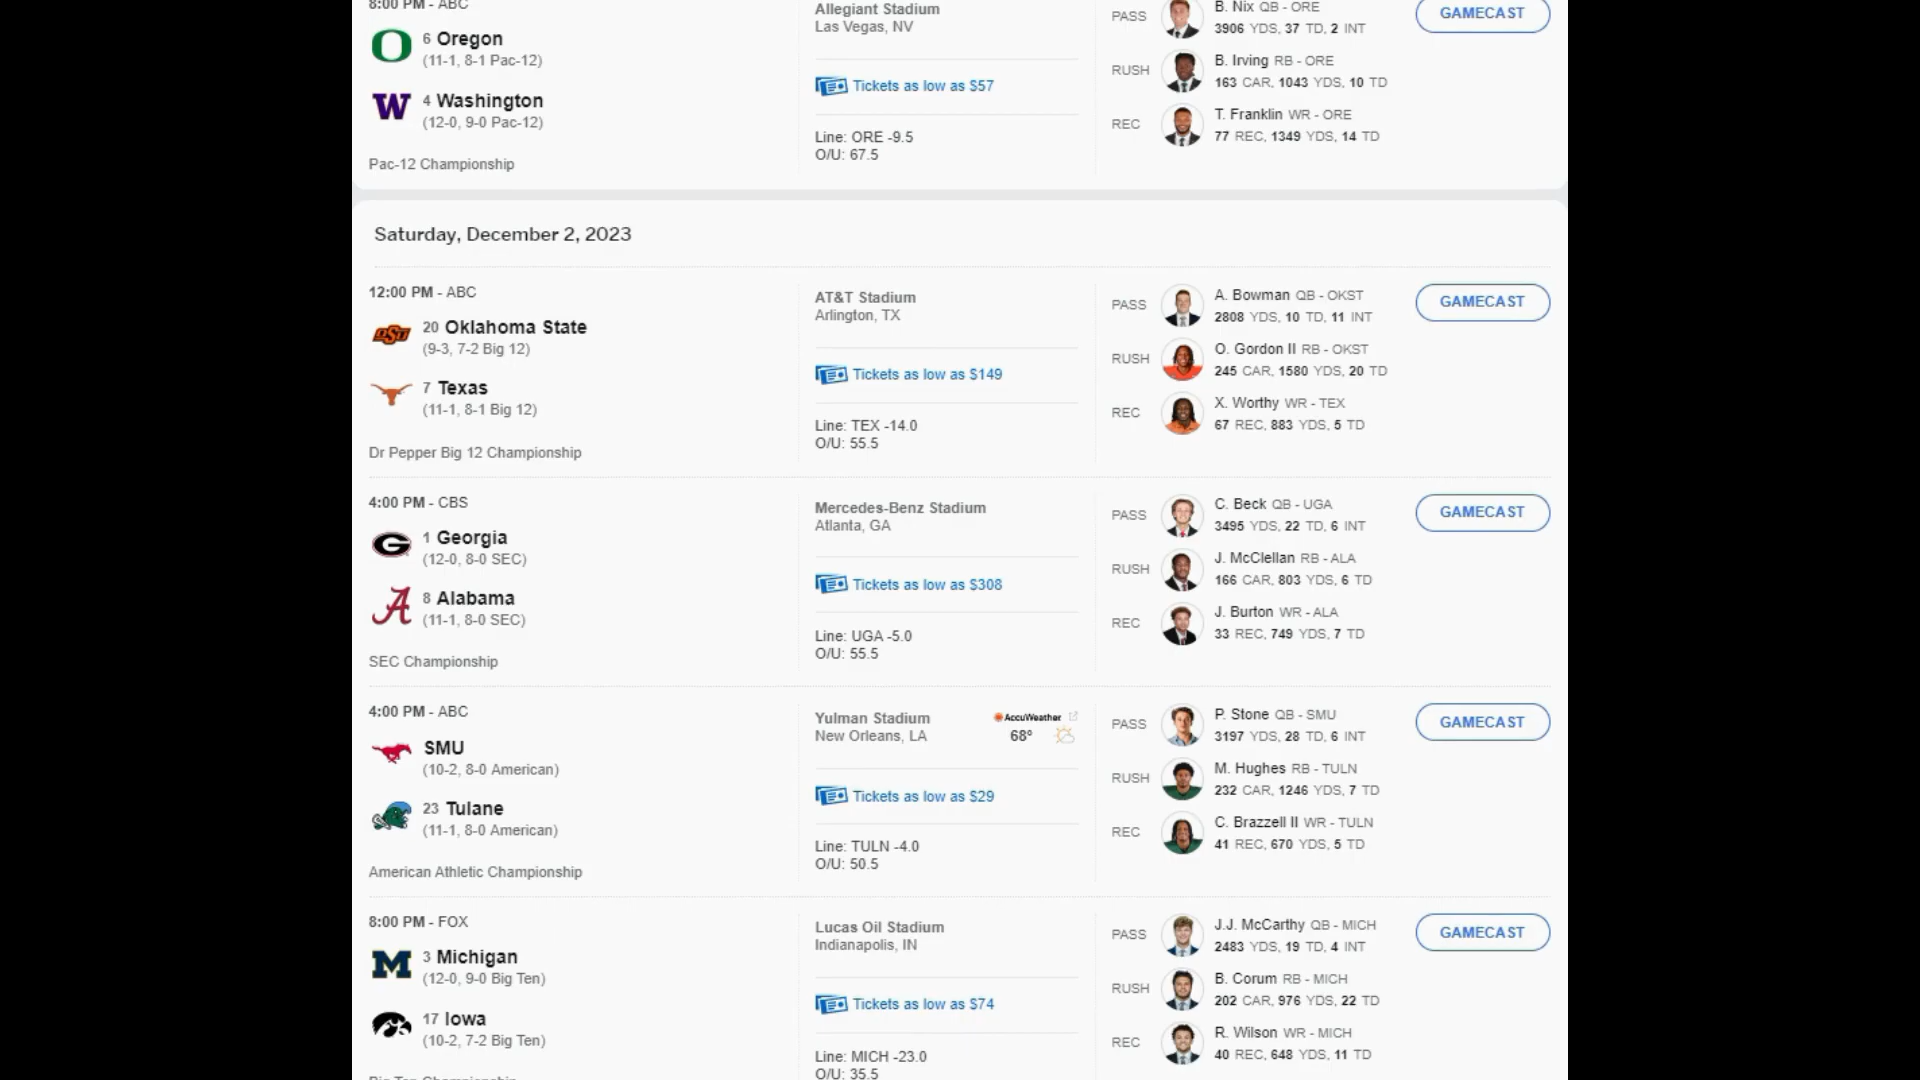 8:00 PM - ABC
6 Oregon
(11-1, 8-1 Pac-12)
W 4 Washington
(12-0, 9-0 Pac-12)
Pac-12 Championship
Allegiant Stadium
Las Vegas, NV
Tickets as low as $57
Line: ORE -9.5
O/U: 67.5
PASS
B. Nix QB - ORE
3906 YDS, 37 TD, 2 INT
RUSH
B. Irving RB - ORE
163 CAR, 1043 YDS, 10 TD
REC
T. Franklin WR - ORE
77 REC, 1349 YDS, 14 TD
GAMECAST
Saturday, December 2, 2023
12:00 PM - ABC
OSU 20 Oklahoma State
(9-3, 7-2 Big 12)
7 Texas
(11-1, 8-1 Big 12)
Dr Pepper Big 12 Championship
AT&T Stadium
Arlington, TX
Tickets as low as $149
Line: TEX -14.0
O/U: 55.5
PASS
A. Bowman QB - OKST
2808 YDS, 10 TD, 11 INT
RUSH
O. Gordon II RB - OKST
245 CAR, 1580 YDS, 20 TD
REC
X. Worthy WR - TEX
67 REC, 883 YDS, 5 TD
GAMECAST
4:00 PM - CBS
G 1 Georgia
(12-0, 8-0 SEC)
A 8 Alabama
(11-1, 8-0 SEC)
SEC Championship
Mercedes-Benz Stadium
Atlanta, GA
Tickets as low as $308
Line: UGA -5.0
O/U: 55.5
PASS
C. Beck QB - UGA
3495 YDS, 22 TD, 6 INT
RUSH
J. McClellan RB - ALA
166 CAR, 803 YDS, 6 TD
REC
J. Burton WR - ALA
33 REC, 749 YDS, 7 TD
GAMECAST
4:00 PM - ABC
SMU
(10-2, 8-0 American)
23 Tulane
(11-1, 8-0 American)
American Athletic Championship
Yulman Stadium
New Orleans, LA
AccuWeather
68°
Tickets as low as $29
Line: TULN -4.0
O/U: 50.5
PASS
P. Stone QB - SMU
3197 YDS, 28 TD, 6 INT
RUSH
M. Hughes RB - TULN
232 CAR, 1246 YDS, 7 TD
REC
C. Brazzell II WR - TULN
41 REC, 670 YDS, 5 TD
GAMECAST
8:00 PM - FOX
M 3 Michigan
(12-0, 9-0 Big Ten)
17 Iowa
(10-2, 7-2 Big Ten)
Big Ten Championship
Lucas Oil Stadium
Indianapolis, IN
Tickets as low as $74
Line: MICH -23.0
O/U: 35.5
PASS
J.J. McCarthy QB - MICH
2483 YDS, 19 TD, 4 INT
RUSH
B. Corum RB - MICH
202 CAR, 976 YDS, 22 TD
REC
R. Wilson WR - MICH
40 REC, 648 YDS, 11 TD
GAMECAST